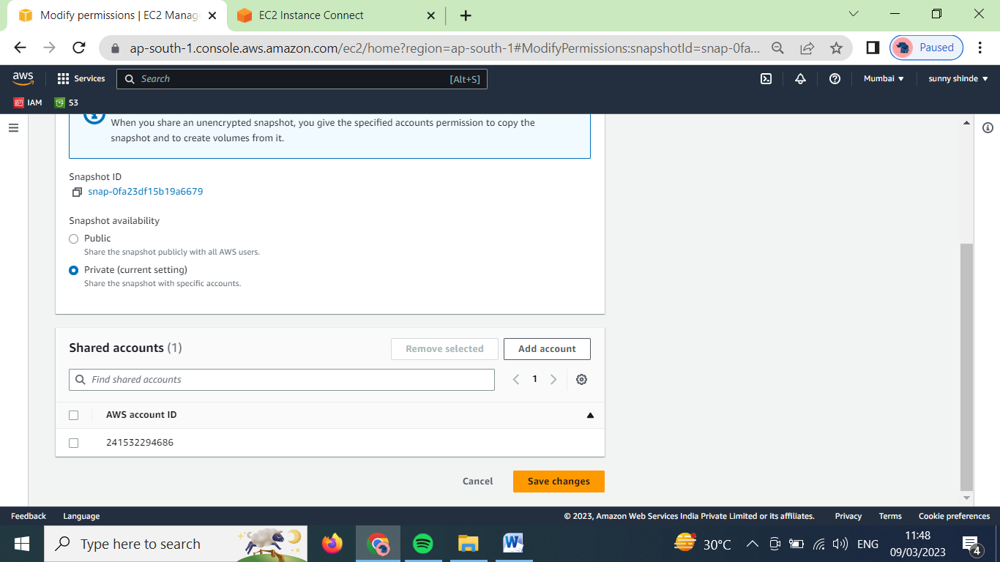 Modify permissions | EC2 Manag
EC2 Instance Connect
ap-south-1.console.aws.amazon.com/ec2/home?region=ap-south-1#ModifyPermissions:snapshotId=snap-0fa...
Paused
aws
Services
Search
[Alt+S]
Mumbai
sunny shinde
IAM
S3
When you share an unencrypted snapshot, you give the specified accounts permission to copy the
snapshot and to create volumes from it.
Snapshot ID
snap-0fa23df15b19a6679
Snapshot availability
Public
Share the snapshot publicly with all AWS users.
Private (current setting)
Share the snapshot with specific accounts.
Shared accounts (1)
Remove selected
Add account
Find shared accounts
1
AWS account ID
241532294686
Cancel
Save changes
Feedback
Language
© 2023, Amazon Web Services India Private Limited or its affiliates.
Privacy
Terms
Cookie preferences
Type here to search
30°C
ENG
11:48
09/03/2023
4